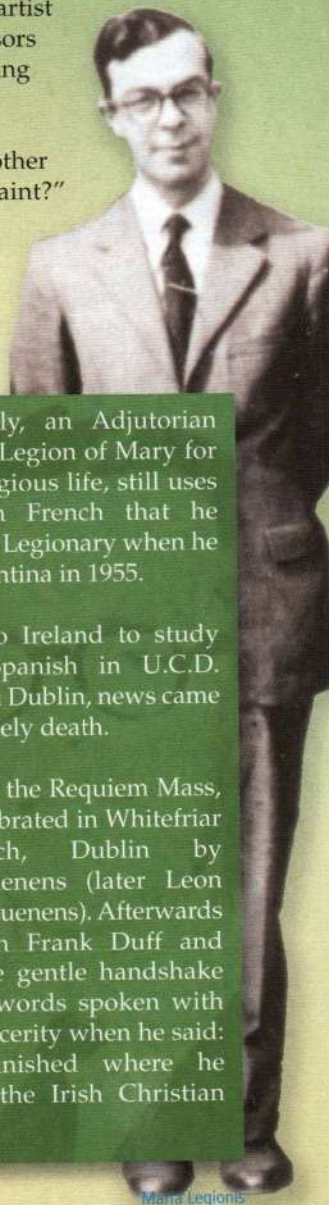 artist
sors
ng
other
aint?"
ly, an Adjutorian
Legion of Mary for
gious life, still uses
n French that he
Legionary when he
ntina in 1955.
o Ireland to study
Spanish in U.C.D.
Dublin, news came
ely death.
the Requiem Mass,
brated in Whitefriar
ch, Dublin by
enens (later Leon
uenens). Afterwards
n Frank Duff and
e gentle handshake
words spoken with
cerity when he said:
nished where he
the Irish Christian
Maria Legionis